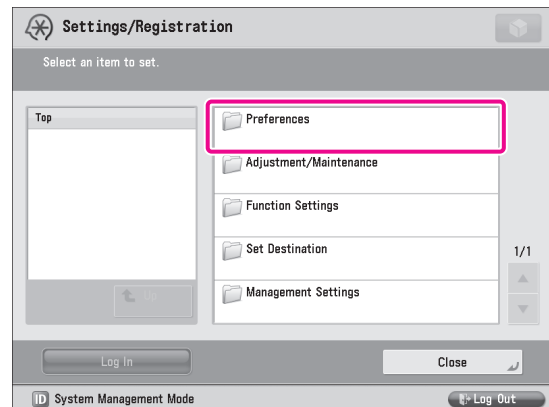 Settings/Registration
Select an item to set.
Top
Preferences
Adjustment/Maintenance
Function Settings
Set Destination
Management Settings
1/1
Up
Log In
Close
ID System Management Mode
Log Out